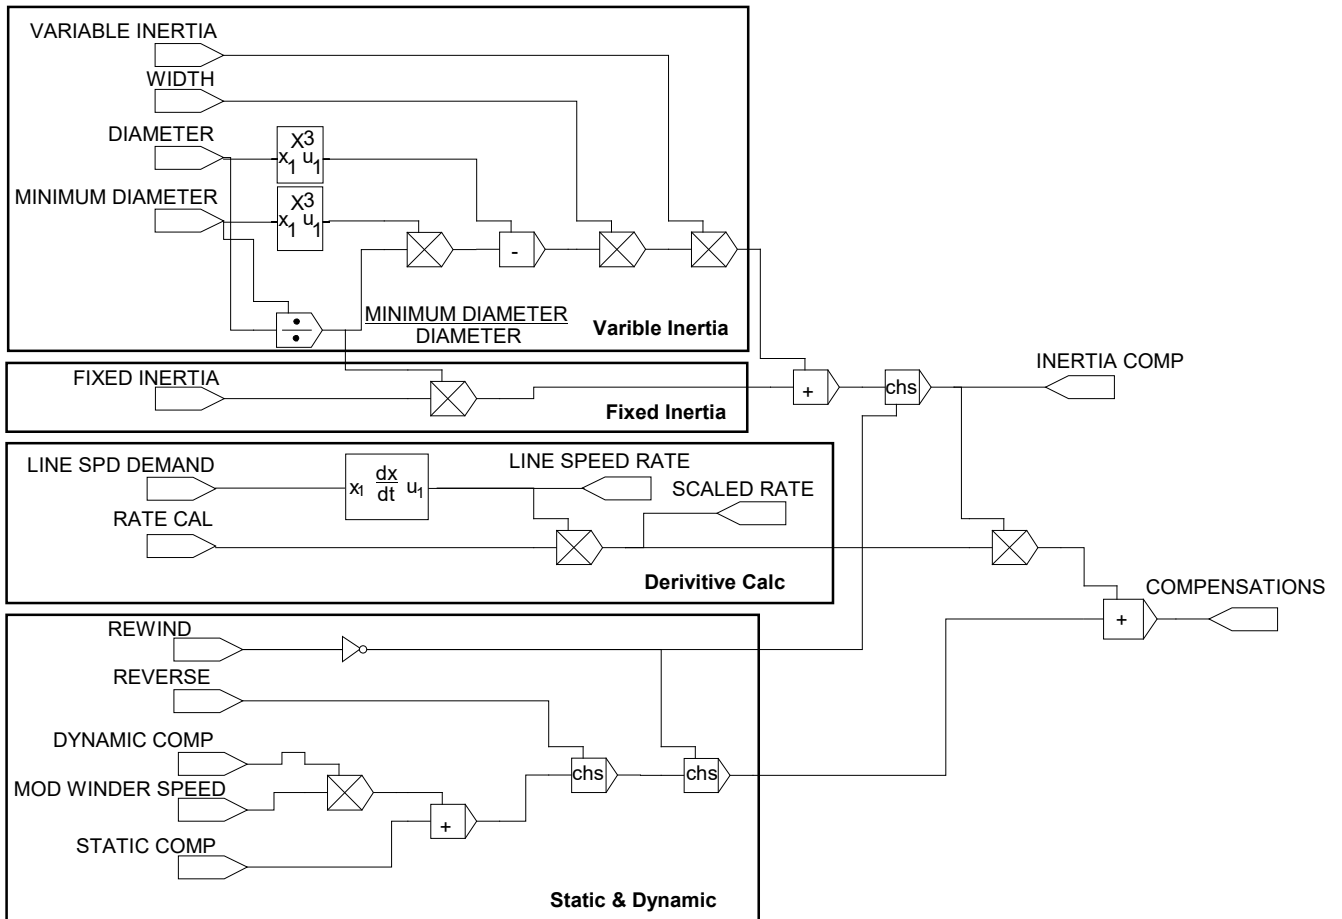 VARIABLE INERTIA
WIDTH
DIAMETER
X3
x1 u1
MINIMUM DIAMETER
X3
x1 u1
-
÷
MINIMUM DIAMETER
DIAMETER
Varible Inertia
FIXED INERTIA
Fixed Inertia
+
chs
INERTIA COMP
LINE SPD DEMAND
x1 dx/dt u1
LINE SPEED RATE
SCALED RATE
RATE CAL
Derivitive Calc
COMPENSATIONS
+
REWIND
REVERSE
DYNAMIC COMP
chs
chs
MOD WINDER SPEED
+
STATIC COMP
Static & Dynamic